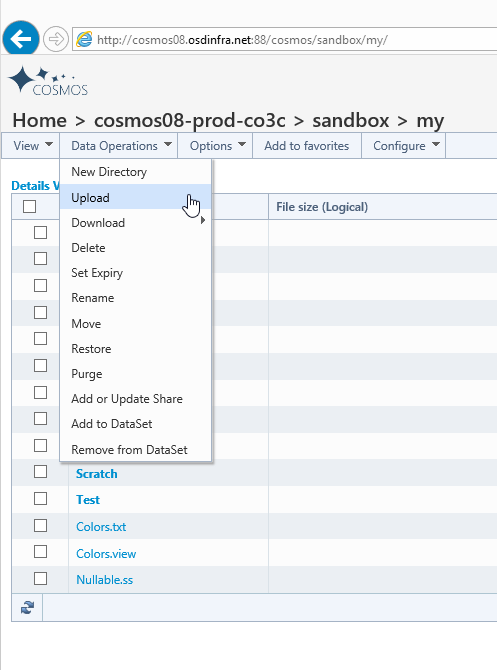 http://cosmos08.osdinfra.net:88/cosmos/sandbox/my/
COSMOS
Home > cosmos08-prod-co3c > sandbox > my
View Data Operations Options Add to favorites Configure
New Directory
Details V
Upload
File size (Logical)
Download
Delete
Set Expiry
Rename
Move
Restore
Purge
Add or Update Share
Add to DataSet
Remove from DataSet
Scratch
Test
Colors.txt
Colors.view
Nullable.ss